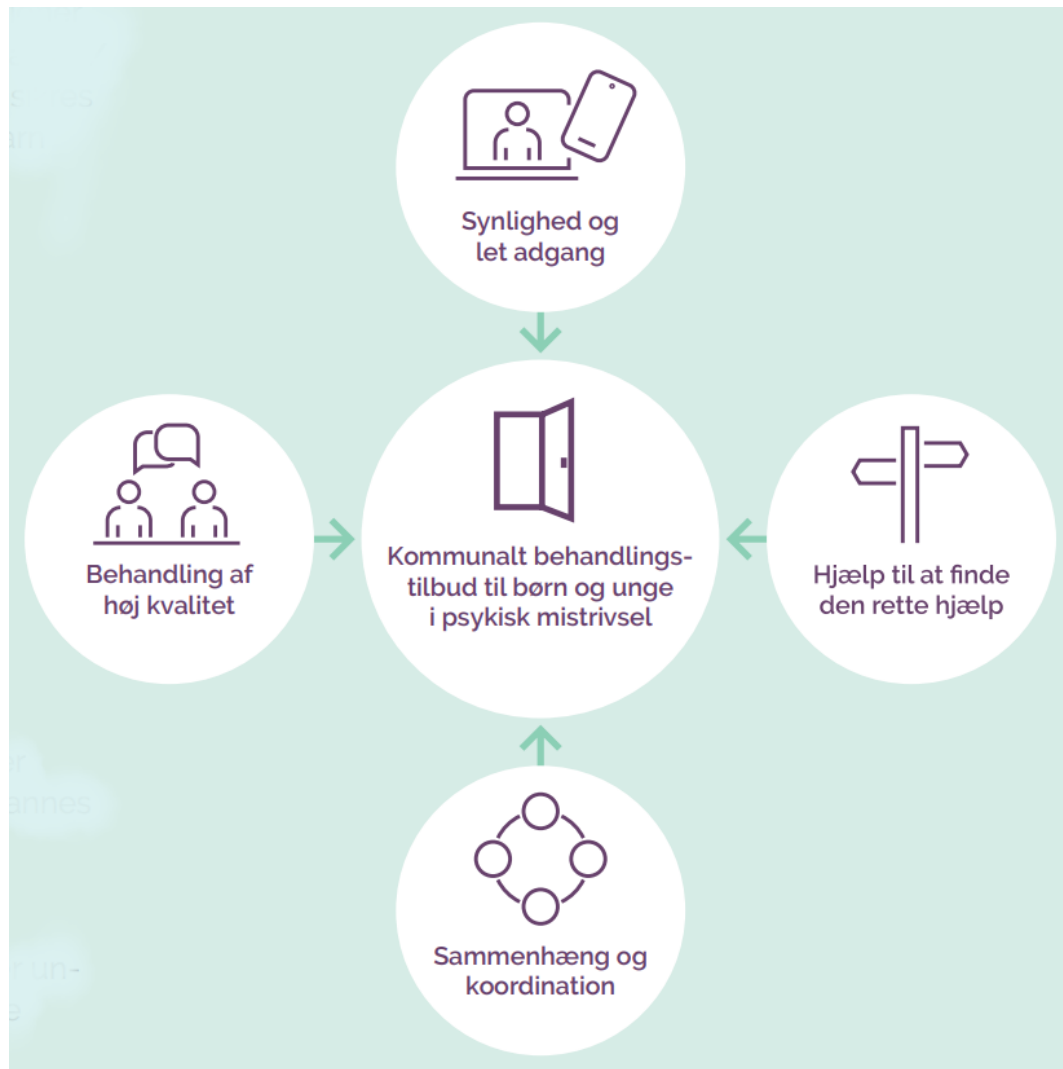 Synlighed og
let adgang
Behandling af
høj kvalitet
Kommunalt behandlings-
tilbud til børn og unge
i psykisk mistrivsel
Hjælp til at finde
den rette hjælp
Sammenhæng og
koordination